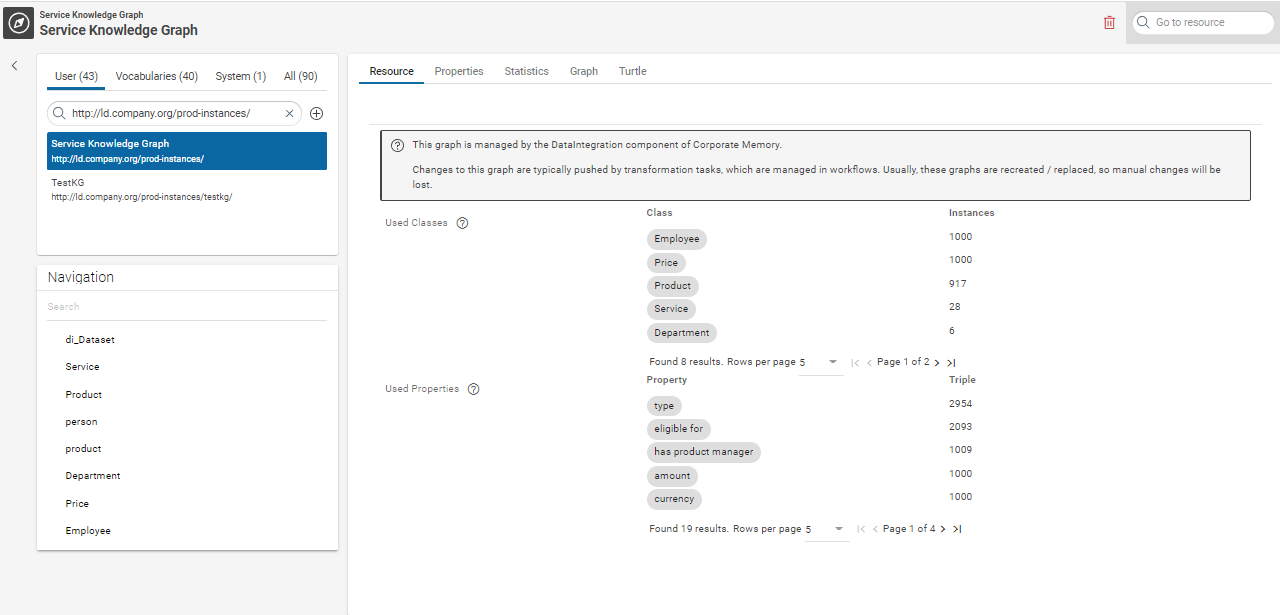 Service Knowledge Graph
Service Knowledge Graph
Go to resource
User (43) Vocabularies (40) System (1) All (90)
http://ld.company.org/prod-instances/
Service Knowledge Graph
http://ld.company.org/prod-instances/
TestKG
http://ld.company.org/prod-instances/testkg/
Navigation
Search
di_Dataset
Service
Product
person
product
Department
Price
Employee
Resource Properties Statistics Graph Turtle
This graph is managed by the DataIntegration component of Corporate Memory.
Changes to this graph are typically pushed by transformation tasks, which are managed in workflows. Usually, these graphs are recreated / replaced, so manual changes will be
lost.
Used Classes
Class Instances
Employee 1000
Price 1000
Product 917
Service 28
Department 6
Found 8 results. Rows per page 5 Page 1 of 2
Used Properties
Property Triple
type 2954
eligible for 2093
has product manager 1009
amount 1000
currency 1000
Found 19 results. Rows per page 5 Page 1 of 4